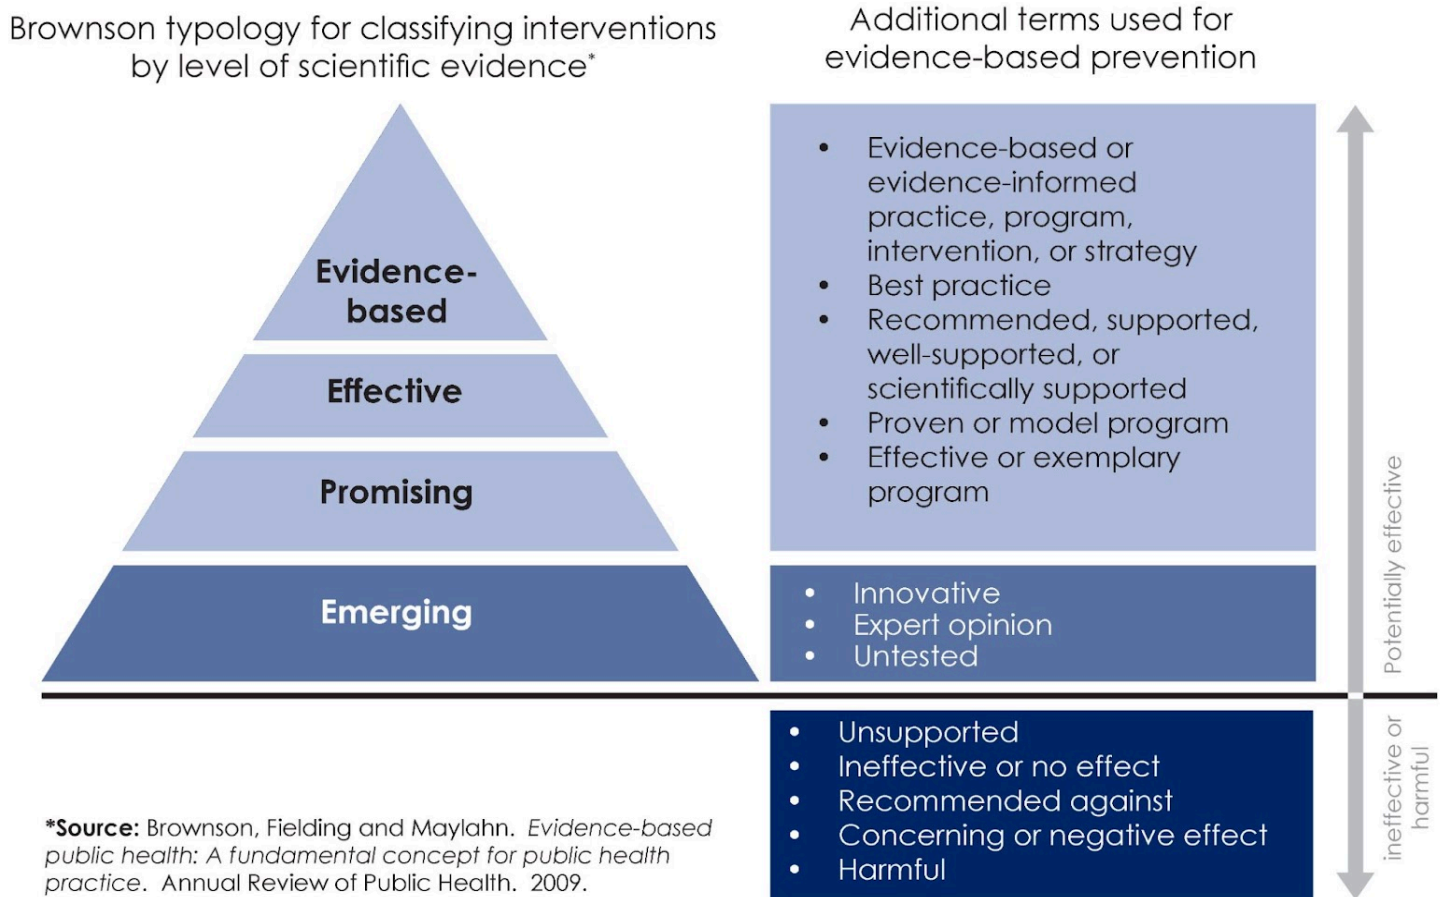 Brownson typology for classifying interventions
by level of scientific evidence*
Evidence-
based
Effective
Promising
Emerging
Additional terms used for
evidence-based prevention
• Evidence-based or
evidence-informed
practice, program,
intervention, or strategy
• Best practice
• Recommended, supported,
well-supported, or
scientifically supported
• Proven or model program
• Effective or exemplary
program
• Innovative
• Expert opinion
• Untested
• Unsupported
• Ineffective or no effect
• Recommended against
• Concerning or negative effect
• Harmful
Potentially effective
ineffective or
harmful
*Source: Brownson, Fielding and Maylahn. Evidence-based
public health: A fundamental concept for public health
practice. Annual Review of Public Health. 2009.